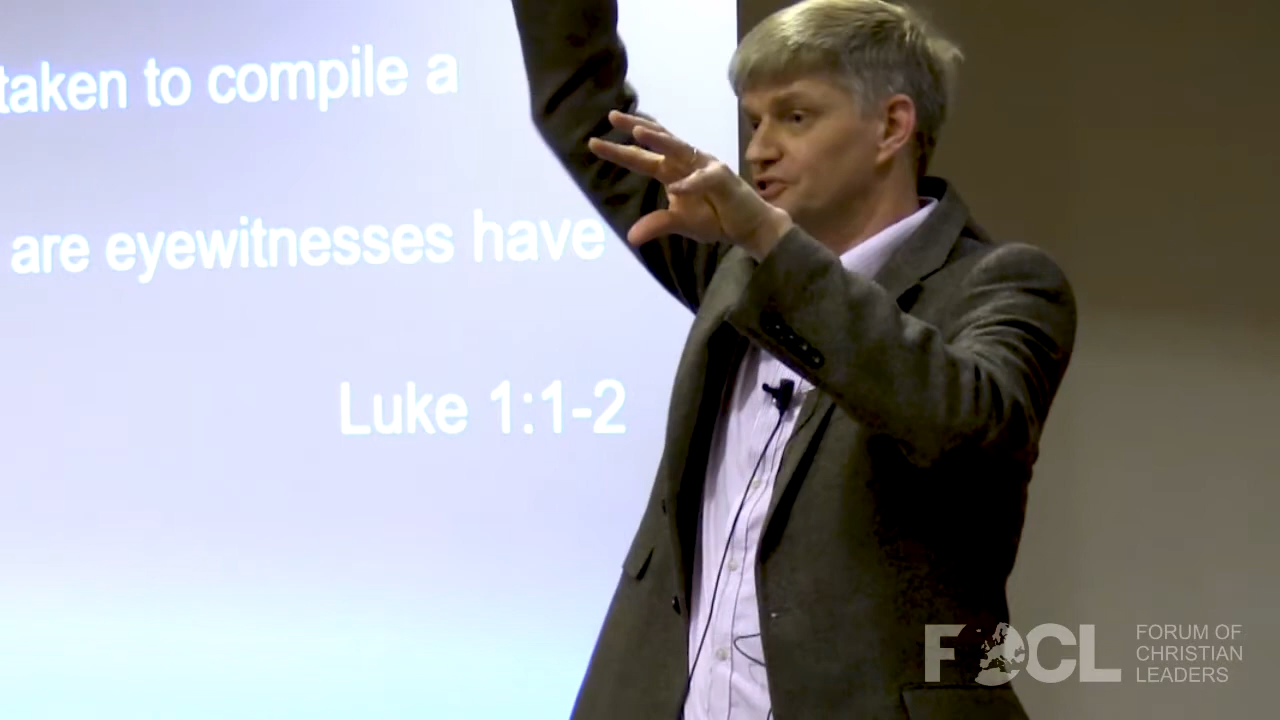 taken to compile a
are eyewitnesses have
Luke 1:1-2
FOCL
FORUM OF
CHRISTIAN
LEADERS